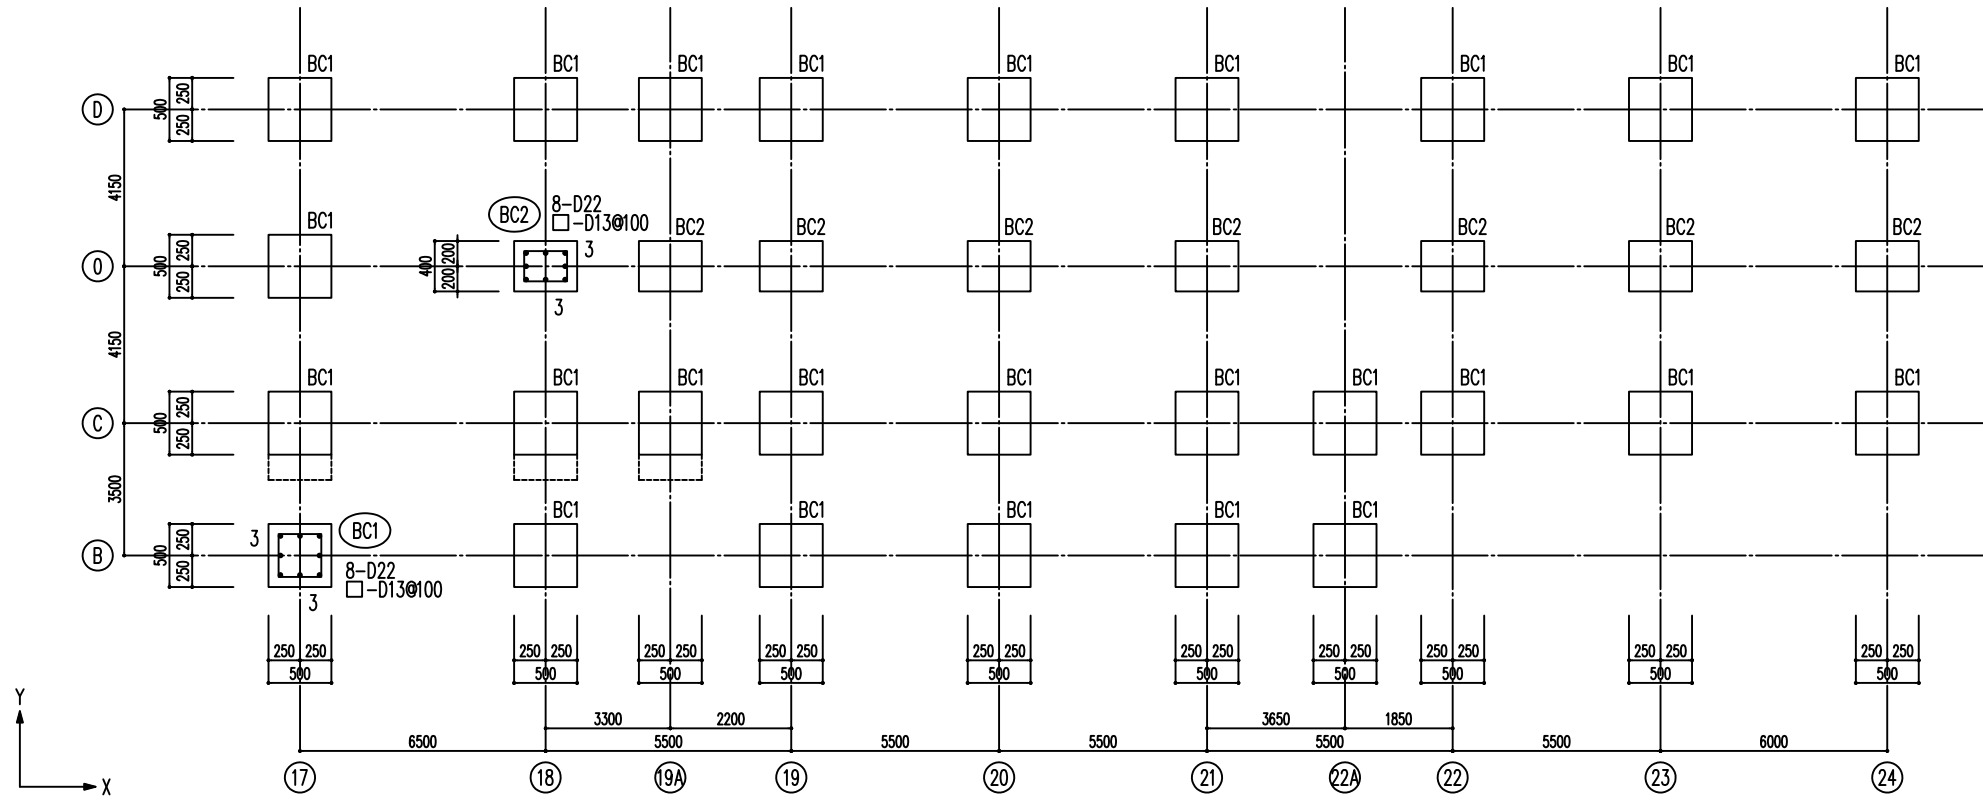 BC1 BC1 BC1 BC1 BC1 BC1 BC1 BC1 BC1
D 500 250 250
4150
BC2 8-D22
□-D13@100
BC1 3 BC2 BC2 BC2 BC2 BC2 BC2 BC2
O 500 250 250 400 200 200
3
4150
BC1 BC1 BC1 BC1 BC1 BC1 BC1 BC1 BC1 BC1
C 500 250 250
3500
BC1 BC1 BC1 BC1 BC1 BC1
B 500 250 250 3
8-D22
□-D13@100
3
250 250 250 250 250 250 250 250 250 250 250 250 250 250 250 250 250 250 250 250
500 500 500 500 500 500 500 500 500 500
Y
3300 2200 3650 1850
6500 5500 5500 5500 5500 5500 6000
X
17 18 19A 19 20 21 22A 22 23 24